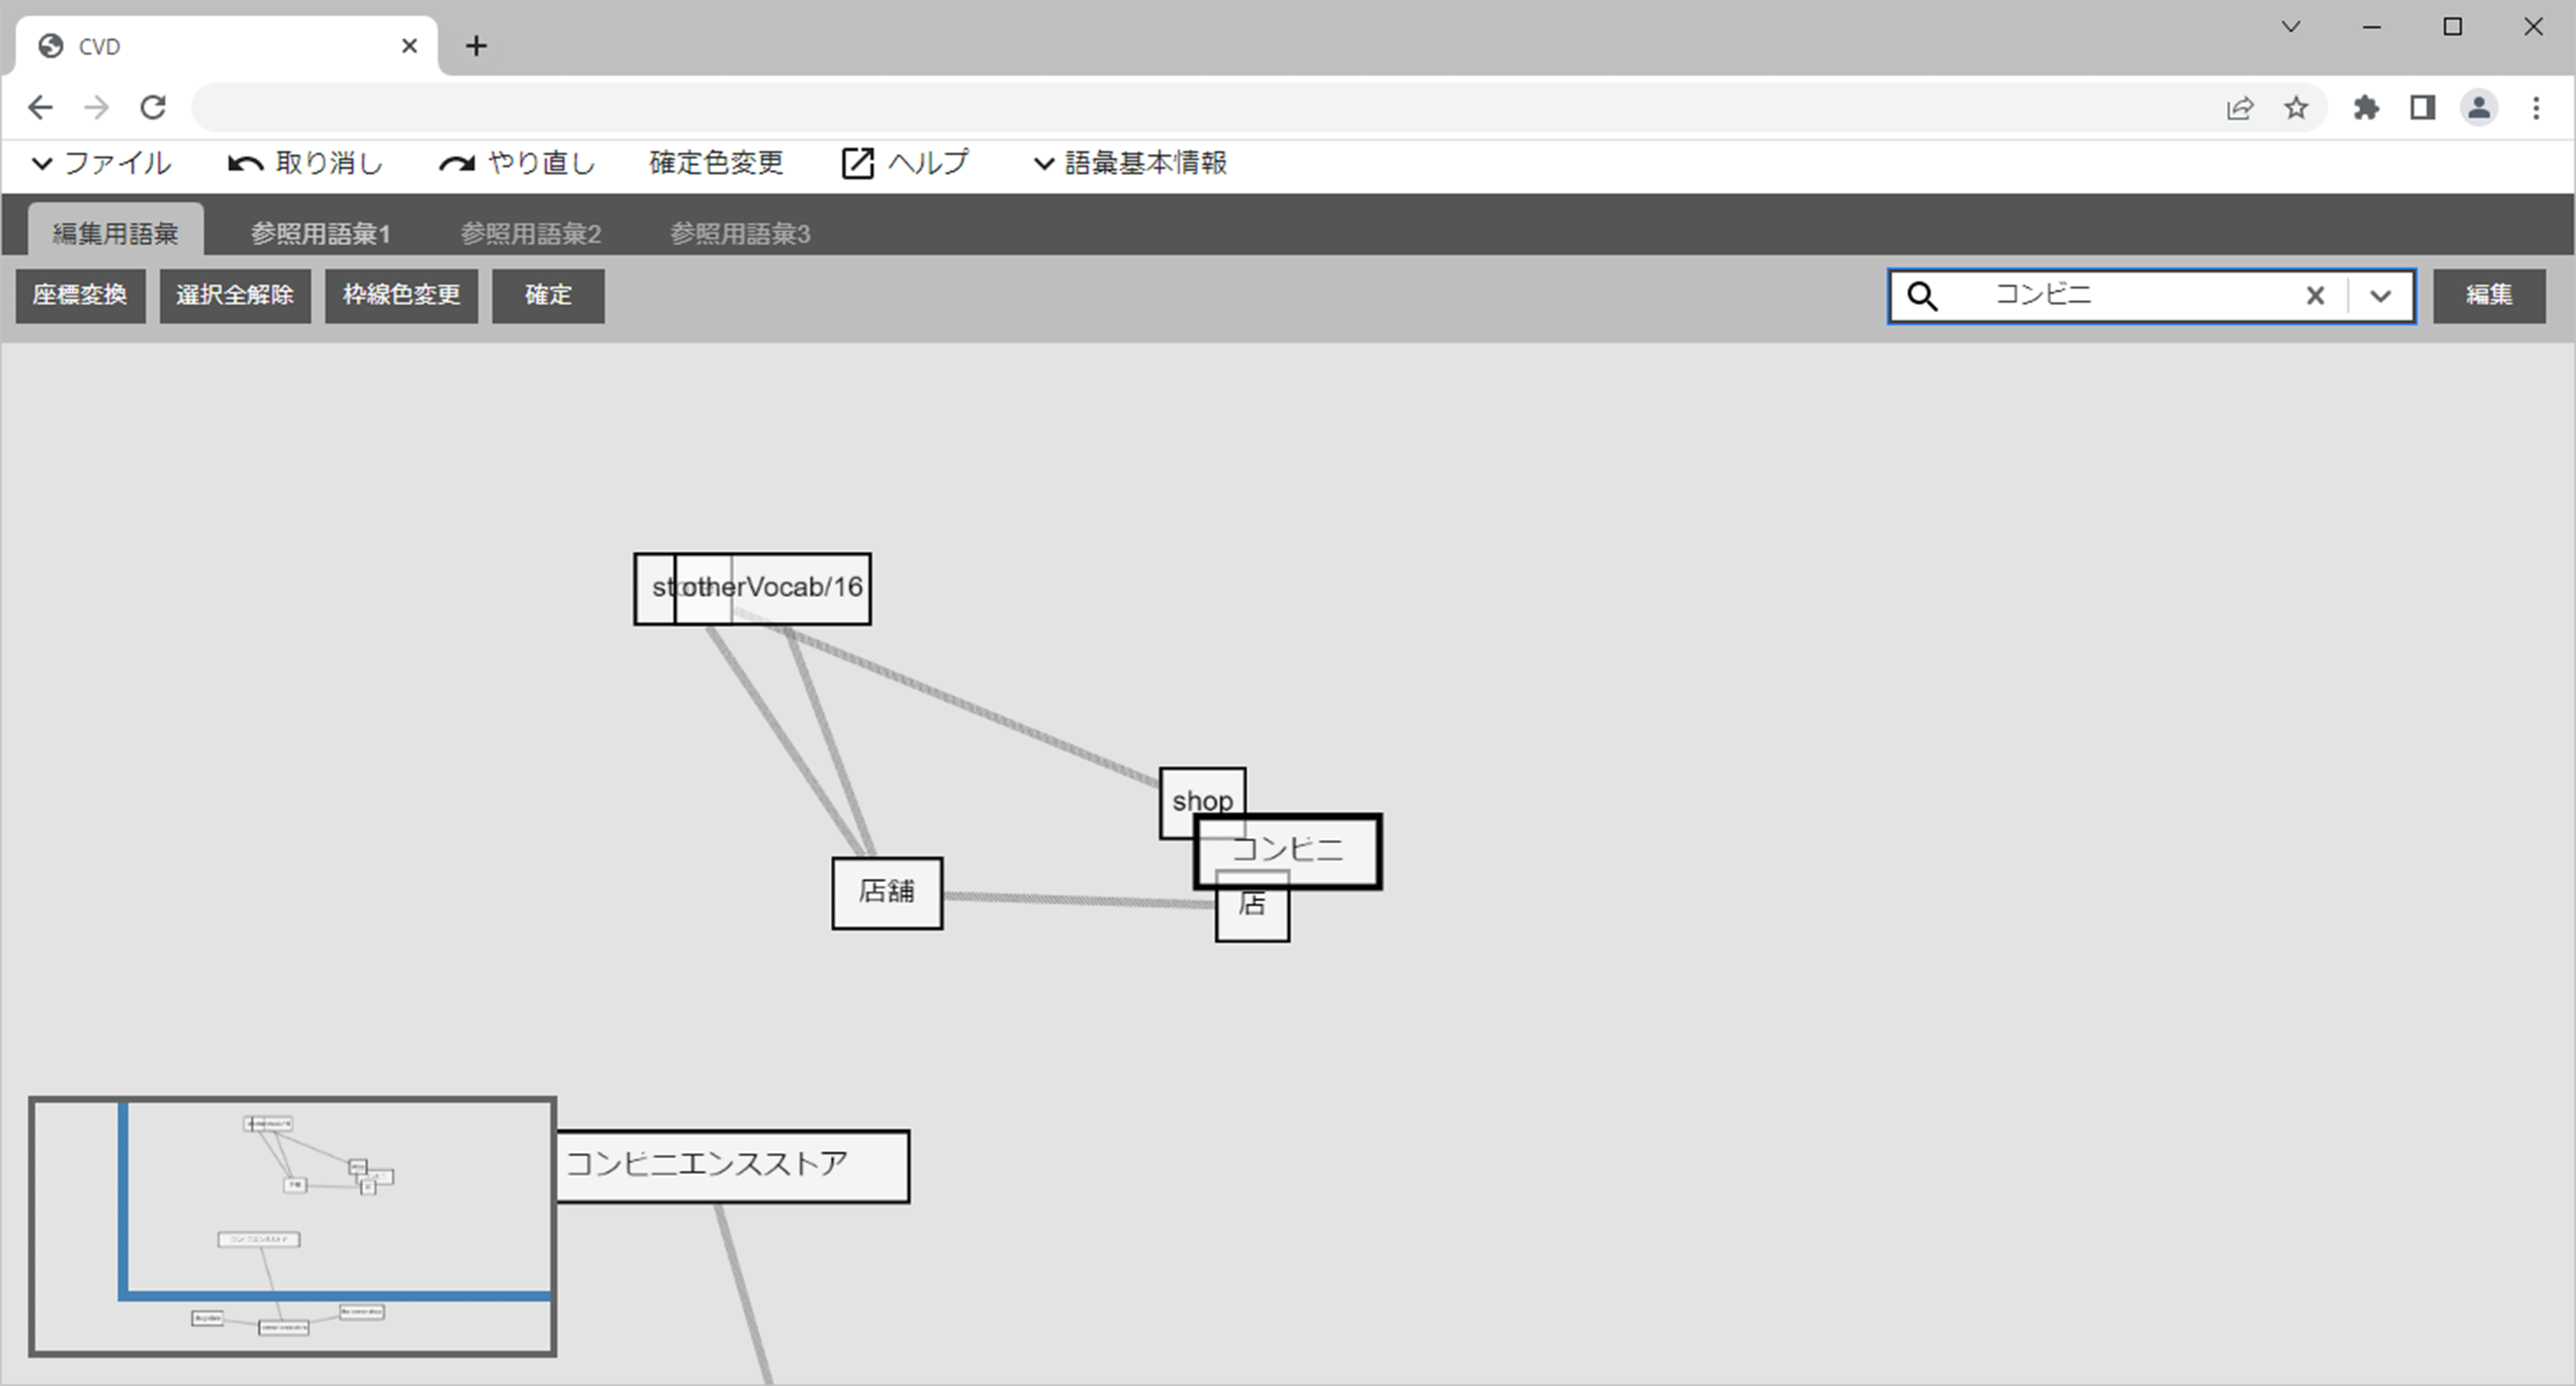 CVD
ファイル 取り消し やり直し 確定色変更 ヘルプ 語彙基本情報
編集用語彙 参照用語彙1 参照用語彙2 参照用語彙3
座標変換 選択全解除 枠線色変更 確定 コンビニ 編集
otherVocab/16
shop
コンビニ
店舗
店
コンビニエンスストア